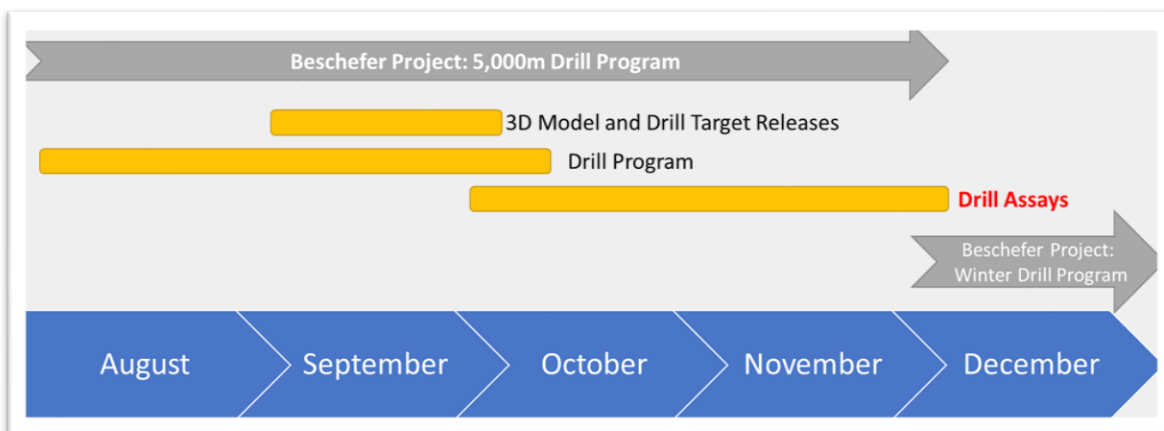 Beschefer Project: 5,000m Drill Program
3D Model and Drill Target Releases
Drill Program
Drill Assays
Beschefer Project:
Winter Drill Program
August
September
October
November
December